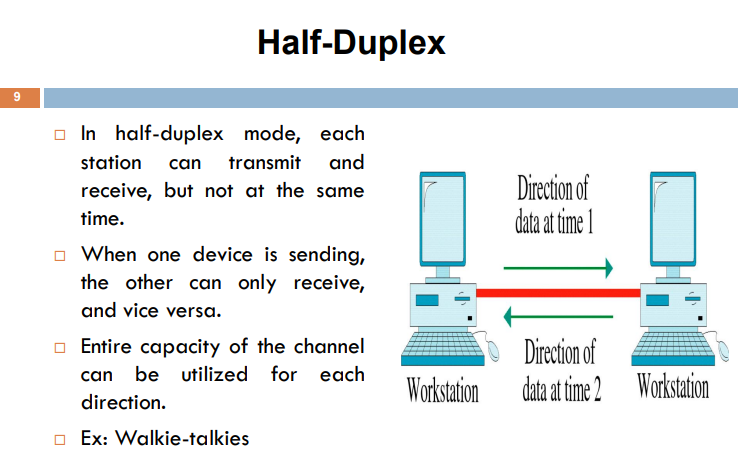 Half-Duplex
9
In half-duplex mode, each
station can transmit and
receive, but not at the same
time.
When one device is sending,
the other can only receive,
and vice versa.
Entire capacity of the channel
can be utilized for each
direction.
Ex: Walkie-talkies
Direction of
data at time 1
Direction of
data at time 2
Workstation
Workstation